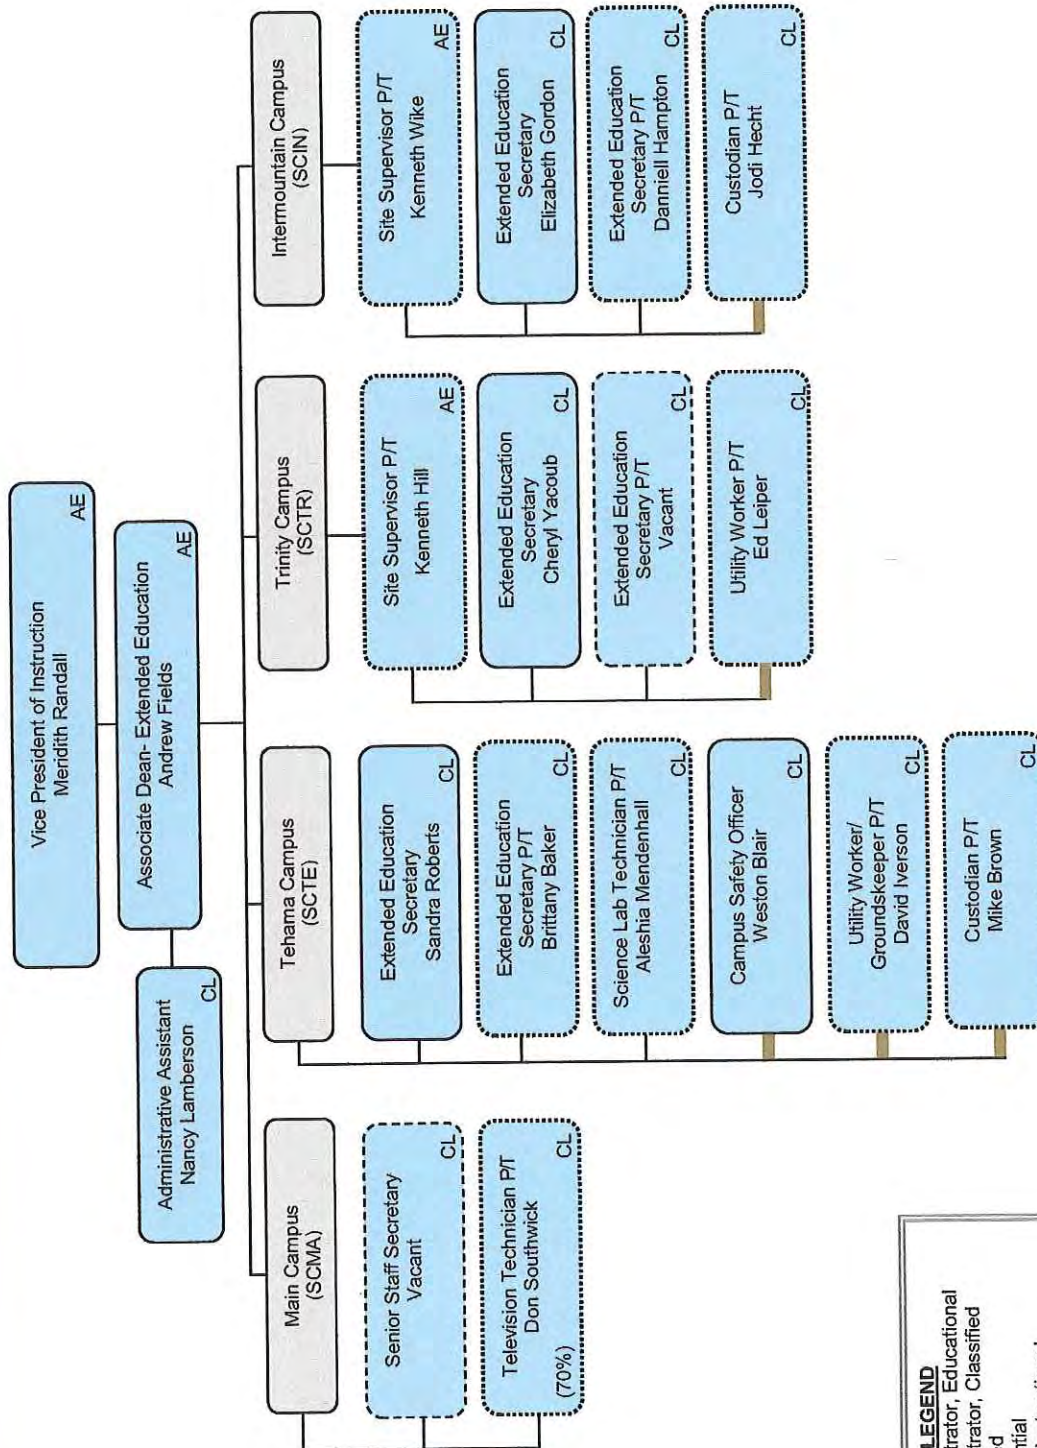 Vice President of Instruction
Meridith Randall
AE
Associate Dean- Extended Education
Andrew Fields
AE
Administrative Assistant
Nancy Lamberson
CL
Main Campus
(SCMA)
Senior Staff Secretary
Vacant
CL
Television Technician P/T
Don Southwick
(70%)
CL
Tehama Campus
(SCTE)
Extended Education
Secretary
Sandra Roberts
CL
Extended Education
Secretary P/T
Brittany Baker
CL
Science Lab Technician P/T
Aleshia Mendenhall
CL
Campus Safety Officer
Weston Blair
CL
Utility Worker/
Groundskeeper P/T
David Iverson
CL
Custodian P/T
Mike Brown
CL
Trinity Campus
(SCTR)
Site Supervisor P/T
Kenneth Hill
AE
Extended Education
Secretary
Cheryl Yacoub
CL
Extended Education
Secretary P/T
Vacant
CL
Utility Worker P/T
Ed Leiper
CL
Intermountain Campus
(SCIN)
Site Supervisor P/T
Kenneth Wike
AE
Extended Education
Secretary
Elizabeth Gordon
CL
Extended Education
Secretary P/T
Daniell Hampton
CL
Custodian P/T
Jodi Hecht
CL
LEGEND
trator, Educational
trator, Classified
d
tial